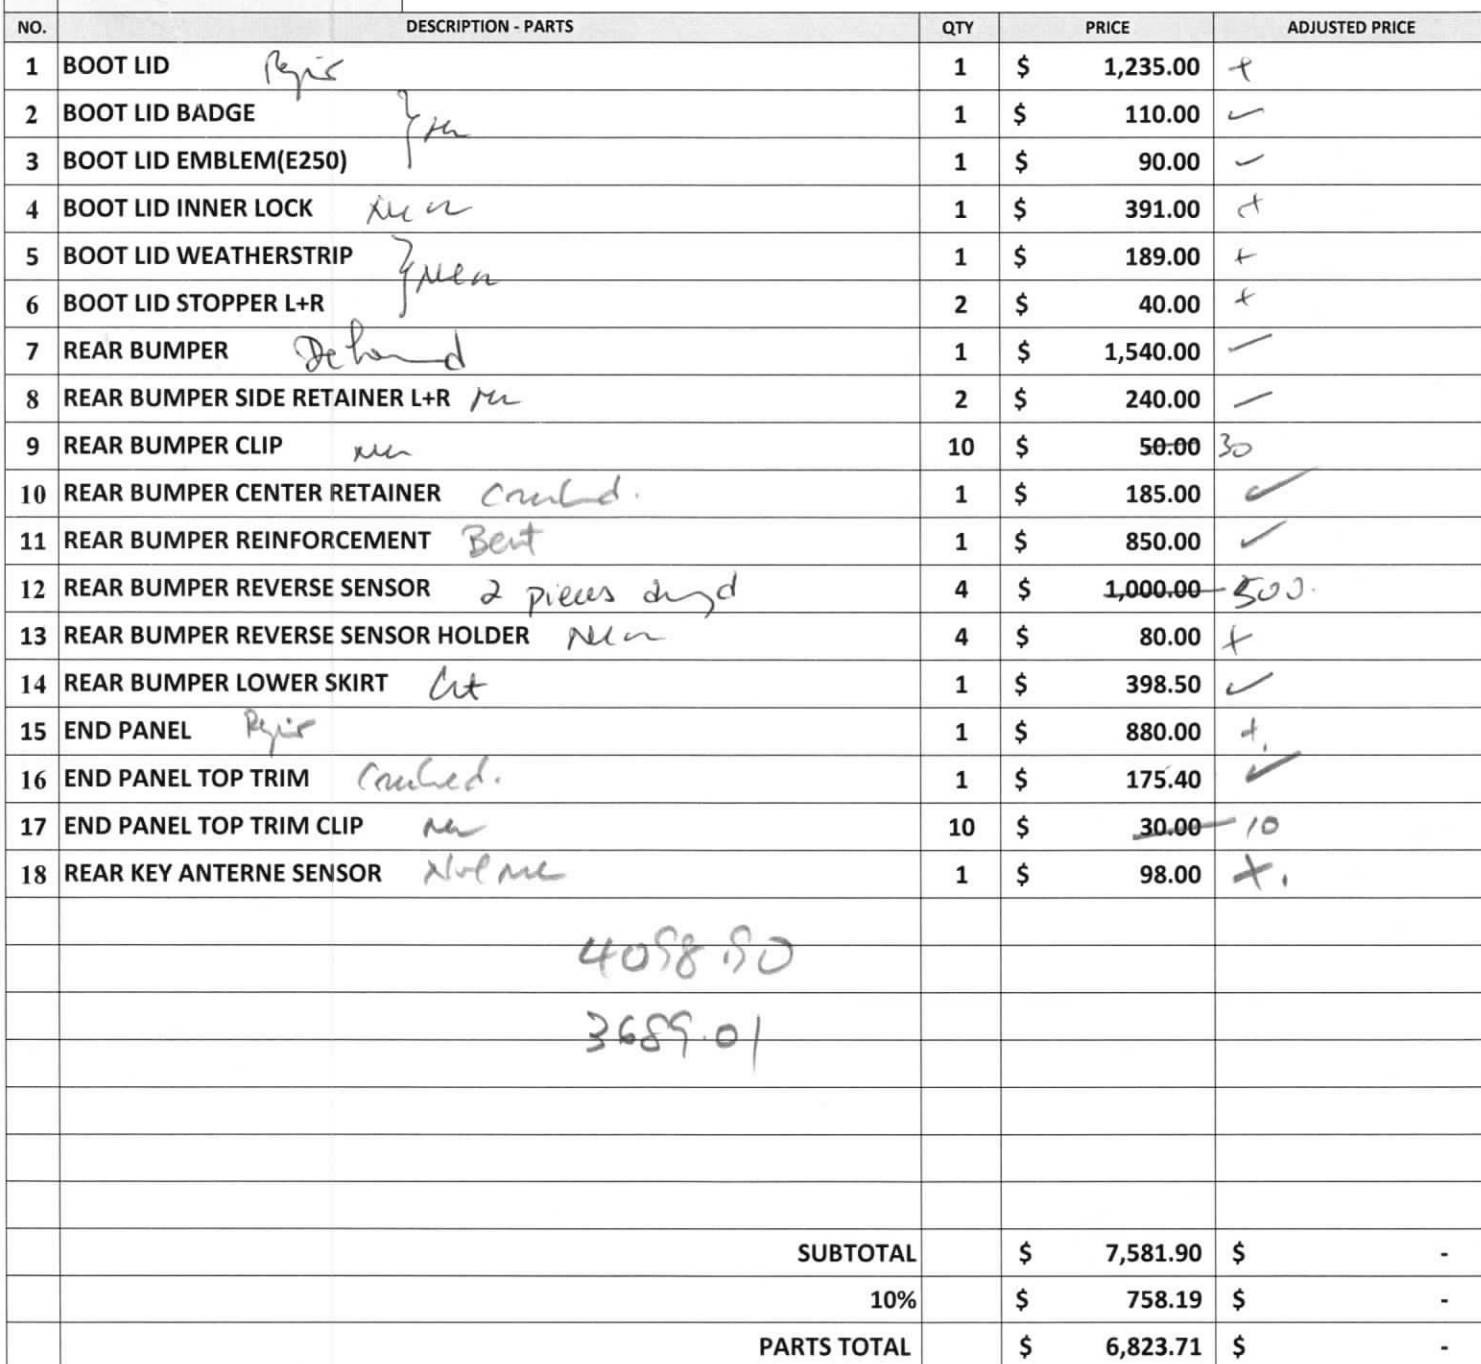 NO. DESCRIPTION - PARTS QTY PRICE ADJUSTED PRICE
1 BOOT LID Repair 1 $ 1,235.00 x
2 BOOT LID BADGE 1 $ 110.00 ✓
3 BOOT LID EMBLEM(E250) 1 $ 90.00 ✓
4 BOOT LID INNER LOCK 1 $ 391.00 x
5 BOOT LID WEATHERSTRIP 1 $ 189.00 x
6 BOOT LID STOPPER L+R 2 $ 40.00 x
7 REAR BUMPER 1 $ 1,540.00 ✓
8 REAR BUMPER SIDE RETAINER L+R 2 $ 240.00 ✓
9 REAR BUMPER CLIP 10 $ 50.00 30
10 REAR BUMPER CENTER RETAINER Crushed. 1 $ 185.00 ✓
11 REAR BUMPER REINFORCEMENT Bent 1 $ 850.00 ✓
12 REAR BUMPER REVERSE SENSOR 2 pieces 4 $ 1,000.00 500.
13 REAR BUMPER REVERSE SENSOR HOLDER 4 $ 80.00 x
14 REAR BUMPER LOWER SKIRT 1 $ 398.50 ✓
15 END PANEL Repair 1 $ 880.00 x
16 END PANEL TOP TRIM Crushed. 1 $ 175.40 ✓
17 END PANEL TOP TRIM CLIP 10 $ 30.00 10
18 REAR KEY ANTERNE SENSOR 1 $ 98.00 x
4098.90
3689.01
SUBTOTAL $ 7,581.90 $ -
10% $ 758.19 $ -
PARTS TOTAL $ 6,823.71 $ -